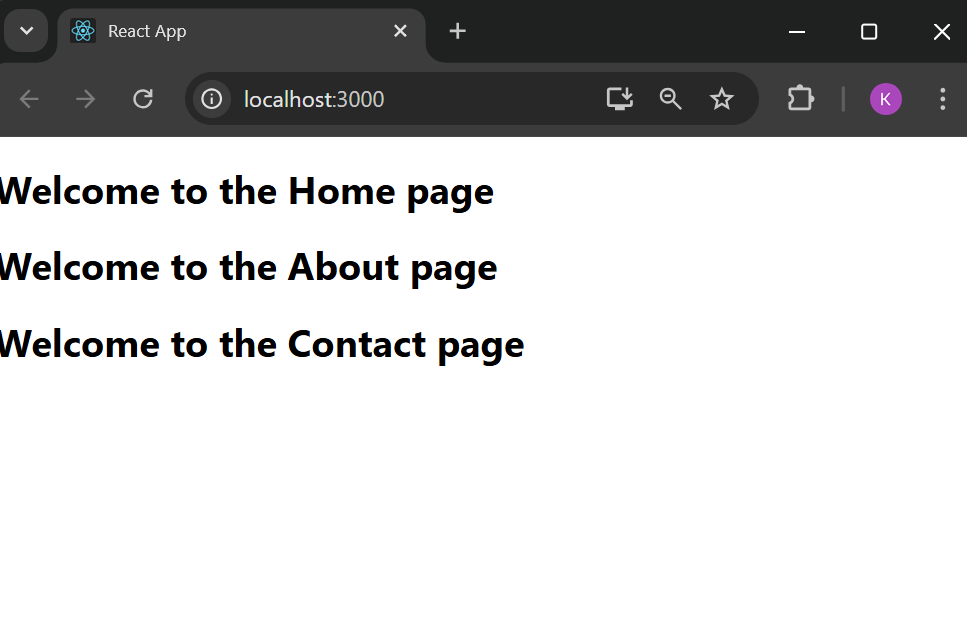 React App
localhost:3000
K
Welcome to the Home page
Welcome to the About page
Welcome to the Contact page